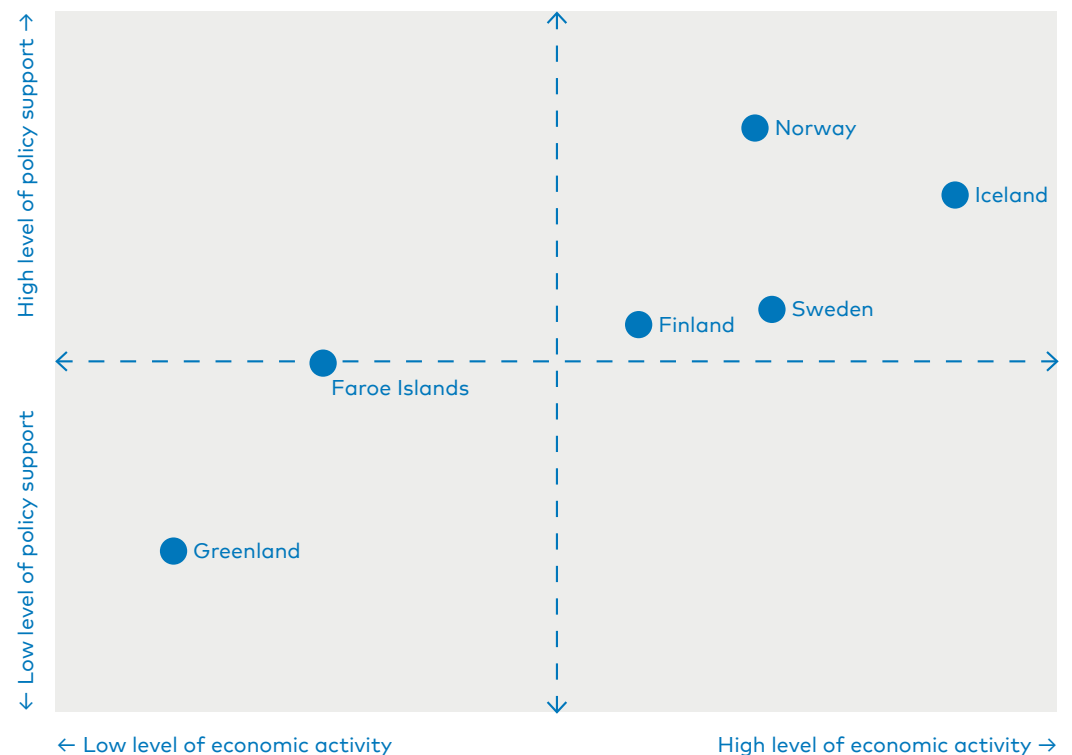 High level of policy support →
← Low level of policy support
Norway
Iceland
Sweden
Finland
Faroe Islands
Greenland
← Low level of economic activity
High level of economic activity →